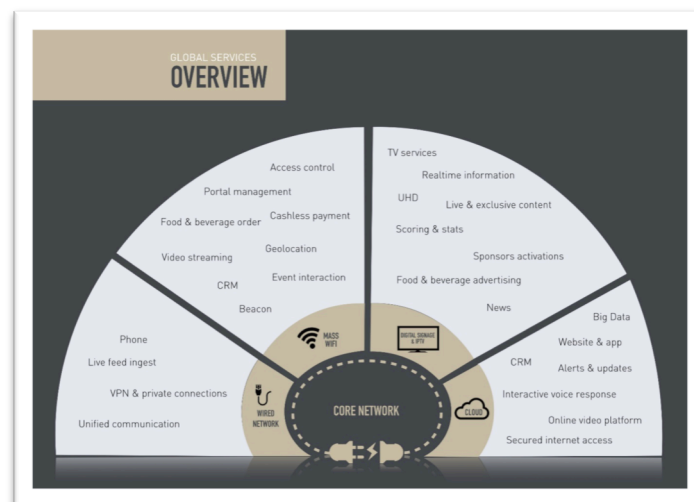 GLOBAL SERVICES
OVERVIEW
Access control
Portal management
Food & beverage order
Cashless payment
Video streaming
Geolocation
CRM
Event interaction
Beacon
TV services
Realtime information
UHD
Live & exclusive content
Scoring & stats
Sponsors activations
Food & beverage advertising
News
Phone
Live feed ingest
VPN & private connections
Unified communication
Big Data
Website & app
CRM
Alerts & updates
Interactive voice response
Online video platform
Secured internet access
MASS
WIFI
DIGITAL SIGNAGE
& IPTV
WIRED
NETWORK
CORE NETWORK
CLOUD